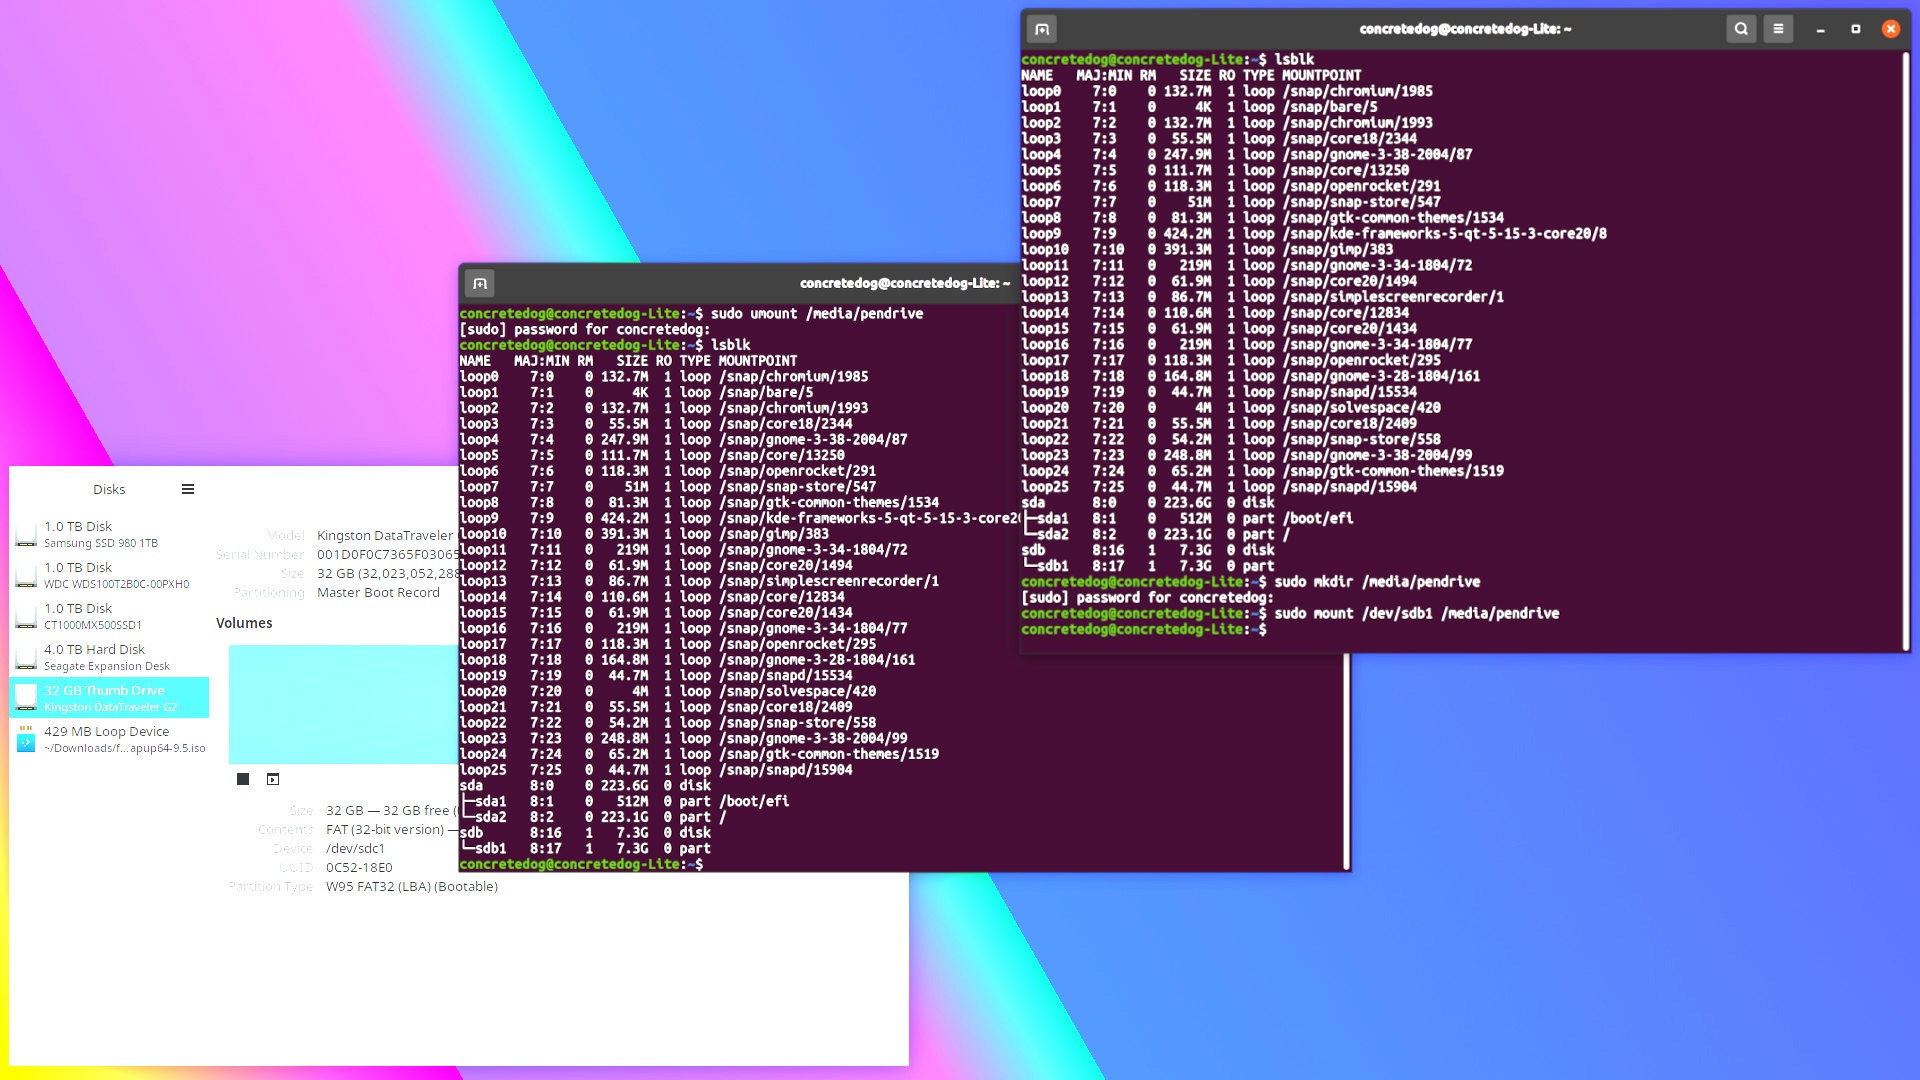 Disks
1.0 TB Disk
Samsung SSD 980 1TB
1.0 TB Disk
WDC WDS100T2B0C-00PXH0
1.0 TB Disk
CT1000MX500SSD1
4.0 TB Hard Disk
Seagate Expansion Desk
32 GB Thumb Drive
Kingston DataTraveler G2
429 MB Loop Device
~/Downloads/f...apup64-9.5.iso
Model Kingston DataTraveler
Serial Number 001D0F0C7365F03065
Size 32 GB (32,023,052,288
Partitioning Master Boot Record
Volumes
Size 32 GB — 32 GB free (
Contents FAT (32-bit version) —
Device /dev/sdc1
UUID 0C52-18E0
Partition Type W95 FAT32 (LBA) (Bootable)
concretedog@concretedog-Lite: ~
concretedog@concretedog-Lite:~$ sudo umount /media/pendrive
[sudo] password for concretedog:
concretedog@concretedog-Lite:~$ lsblk
NAME MAJ:MIN RM SIZE RO TYPE MOUNTPOINT
loop0 7:0 0 132.7M 1 loop /snap/chromium/1985
loop1 7:1 0 4K 1 loop /snap/bare/5
loop2 7:2 0 132.7M 1 loop /snap/chromium/1993
loop3 7:3 0 55.5M 1 loop /snap/core18/2344
loop4 7:4 0 247.9M 1 loop /snap/gnome-3-38-2004/87
loop5 7:5 0 111.7M 1 loop /snap/core/13250
loop6 7:6 0 118.3M 1 loop /snap/openrocket/291
loop7 7:7 0 51M 1 loop /snap/snap-store/547
loop8 7:8 0 81.3M 1 loop /snap/gtk-common-themes/1534
loop9 7:9 0 424.2M 1 loop /snap/kde-frameworks-5-qt-5-15-3-core20
loop10 7:10 0 391.3M 1 loop /snap/gimp/383
loop11 7:11 0 219M 1 loop /snap/gnome-3-34-1804/72
loop12 7:12 0 61.9M 1 loop /snap/core20/1494
loop13 7:13 0 86.7M 1 loop /snap/simplescreenrecorder/1
loop14 7:14 0 110.6M 1 loop /snap/core/12834
loop15 7:15 0 61.9M 1 loop /snap/core20/1434
loop16 7:16 0 219M 1 loop /snap/gnome-3-34-1804/77
loop17 7:17 0 118.3M 1 loop /snap/openrocket/295
loop18 7:18 0 164.8M 1 loop /snap/gnome-3-28-1804/161
loop19 7:19 0 44.7M 1 loop /snap/snapd/15534
loop20 7:20 0 4M 1 loop /snap/solvespace/420
loop21 7:21 0 55.5M 1 loop /snap/core18/2409
loop22 7:22 0 54.2M 1 loop /snap/snap-store/558
loop23 7:23 0 248.8M 1 loop /snap/gnome-3-38-2004/99
loop24 7:24 0 65.2M 1 loop /snap/gtk-common-themes/1519
loop25 7:25 0 44.7M 1 loop /snap/snapd/15904
sda 8:0 0 223.6G 0 disk
├─sda1 8:1 0 512M 0 part /boot/efi
└─sda2 8:2 0 223.1G 0 part /
sdb 8:16 1 7.3G 0 disk
└─sdb1 8:17 1 7.3G 0 part
concretedog@concretedog-Lite:~$
concretedog@concretedog-Lite: ~
concretedog@concretedog-Lite:~$ lsblk
NAME MAJ:MIN RM SIZE RO TYPE MOUNTPOINT
loop0 7:0 0 132.7M 1 loop /snap/chromium/1985
loop1 7:1 0 4K 1 loop /snap/bare/5
loop2 7:2 0 132.7M 1 loop /snap/chromium/1993
loop3 7:3 0 55.5M 1 loop /snap/core18/2344
loop4 7:4 0 247.9M 1 loop /snap/gnome-3-38-2004/87
loop5 7:5 0 111.7M 1 loop /snap/core/13250
loop6 7:6 0 118.3M 1 loop /snap/openrocket/291
loop7 7:7 0 51M 1 loop /snap/snap-store/547
loop8 7:8 0 81.3M 1 loop /snap/gtk-common-themes/1534
loop9 7:9 0 424.2M 1 loop /snap/kde-frameworks-5-qt-5-15-3-core20/8
loop10 7:10 0 391.3M 1 loop /snap/gimp/383
loop11 7:11 0 219M 1 loop /snap/gnome-3-34-1804/72
loop12 7:12 0 61.9M 1 loop /snap/core20/1494
loop13 7:13 0 86.7M 1 loop /snap/simplescreenrecorder/1
loop14 7:14 0 110.6M 1 loop /snap/core/12834
loop15 7:15 0 61.9M 1 loop /snap/core20/1434
loop16 7:16 0 219M 1 loop /snap/gnome-3-34-1804/77
loop17 7:17 0 118.3M 1 loop /snap/openrocket/295
loop18 7:18 0 164.8M 1 loop /snap/gnome-3-28-1804/161
loop19 7:19 0 44.7M 1 loop /snap/snapd/15534
loop20 7:20 0 4M 1 loop /snap/solvespace/420
loop21 7:21 0 55.5M 1 loop /snap/core18/2409
loop22 7:22 0 54.2M 1 loop /snap/snap-store/558
loop23 7:23 0 248.8M 1 loop /snap/gnome-3-38-2004/99
loop24 7:24 0 65.2M 1 loop /snap/gtk-common-themes/1519
loop25 7:25 0 44.7M 1 loop /snap/snapd/15904
sda 8:0 0 223.6G 0 disk
├─sda1 8:1 0 512M 0 part /boot/efi
└─sda2 8:2 0 223.1G 0 part /
sdb 8:16 1 7.3G 0 disk
└─sdb1 8:17 1 7.3G 0 part
concretedog@concretedog-Lite:~$ sudo mkdir /media/pendrive
[sudo] password for concretedog:
concretedog@concretedog-Lite:~$ sudo mount /dev/sdb1 /media/pendrive
concretedog@concretedog-Lite:~$